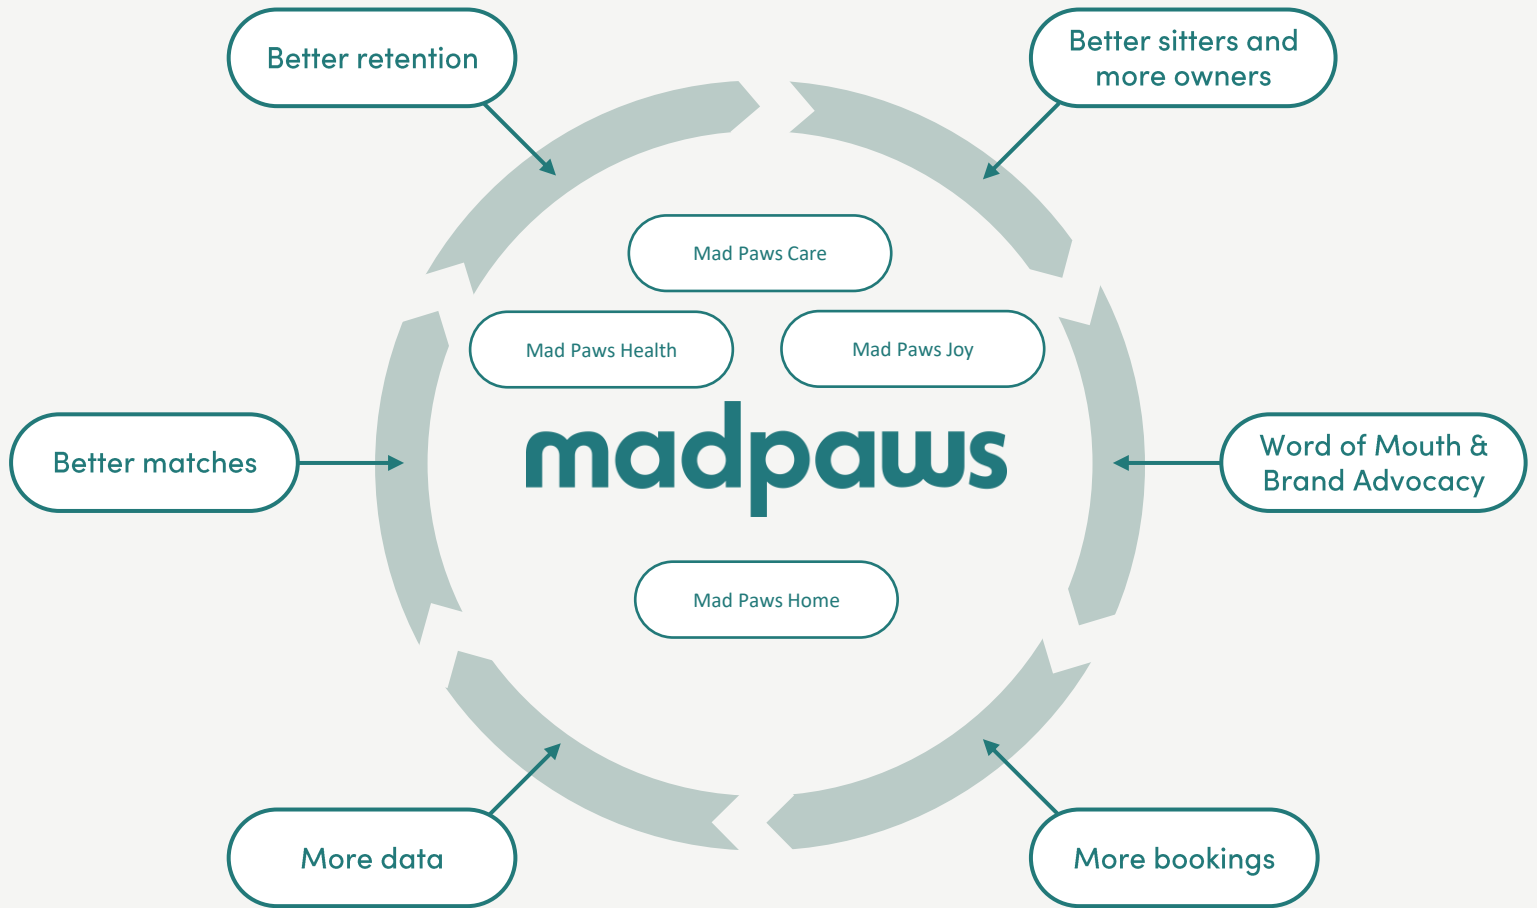 Better retention
Better sitters and
more owners
Mad Paws Care
Mad Paws Health
Mad Paws Joy
madpaws
Better matches
Word of Mouth &
Brand Advocacy
Mad Paws Home
More data
More bookings